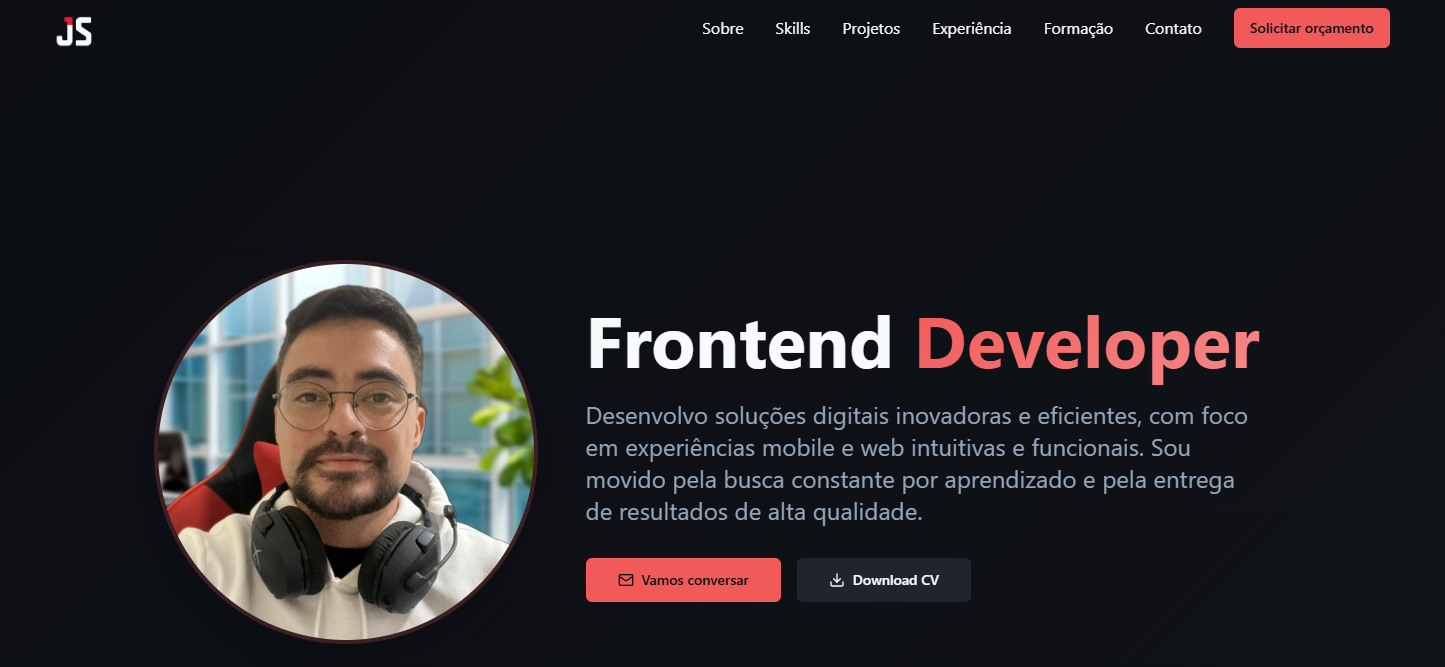 JS
Sobre Skills Projetos Experiência Formação Contato Solicitar orçamento
Frontend Developer
Desenvolvo soluções digitais inovadoras e eficientes, com foco
em experiências mobile e web intuitivas e funcionais. Sou
movido pela busca constante por aprendizado e pela entrega
de resultados de alta qualidade.
Vamos conversar Download CV